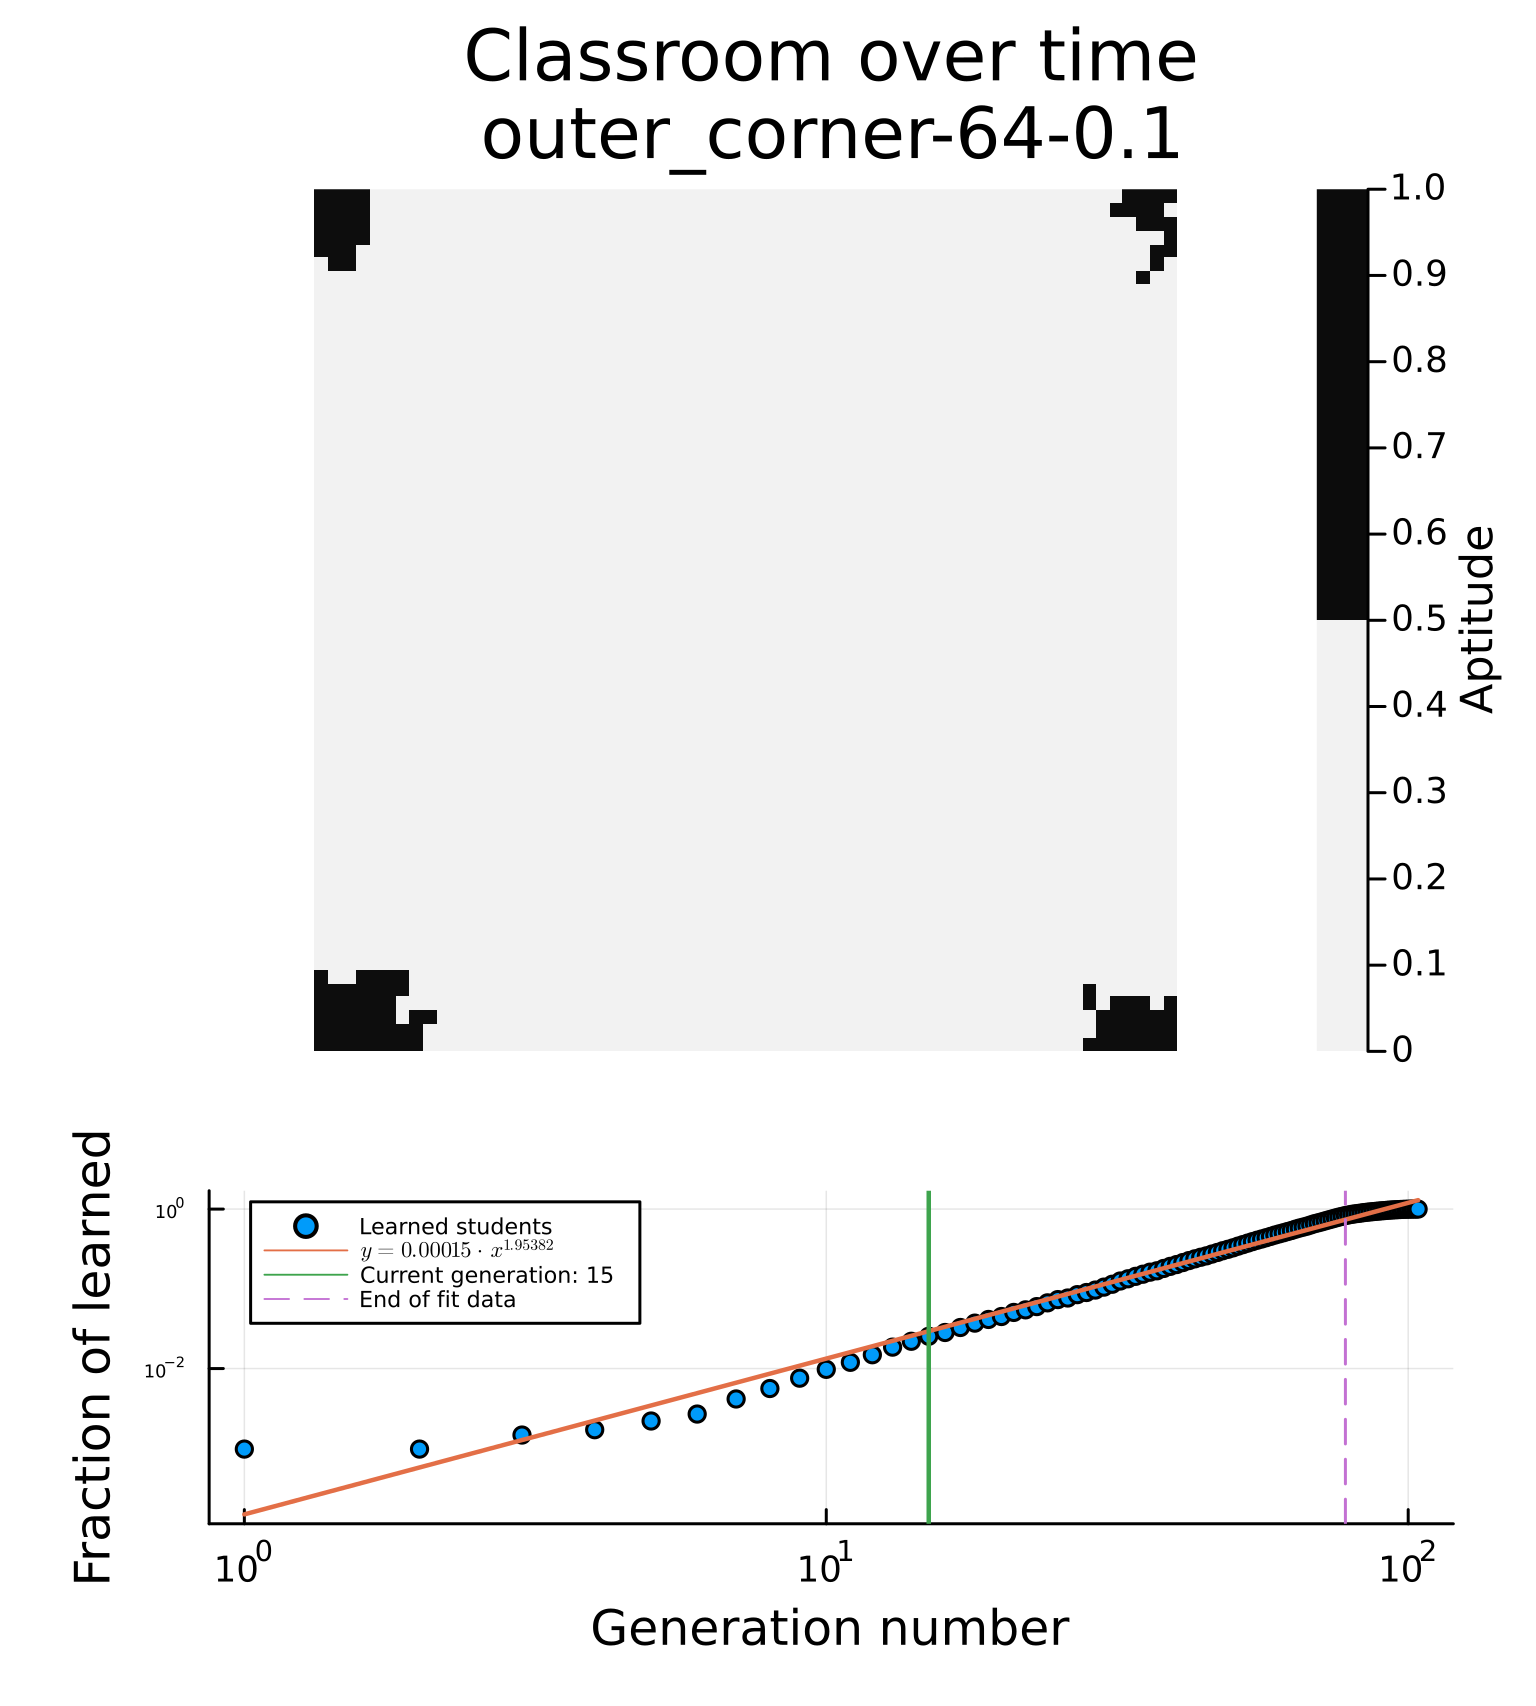 Classroom over time
outer_corner-64-0.1
1.0
0.9
0.8
0.7
0.6
0.5
0.4
0.3
0.2
0.1
0
Aptitude
Fraction of learned
10^0
10^−2
Learned students
y = 0.00015 · x^1.95382
Current generation: 15
End of fit data
10^0
10^1
10^2
Generation number